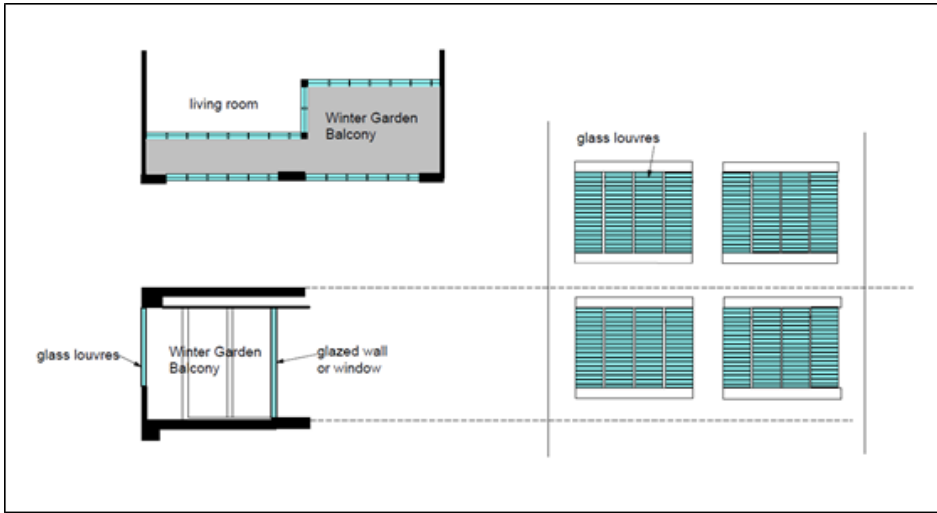 living room
Winter Garden
Balcony
glass louvres
glass louvres
Winter Garden
Balcony
glazed wall
or window